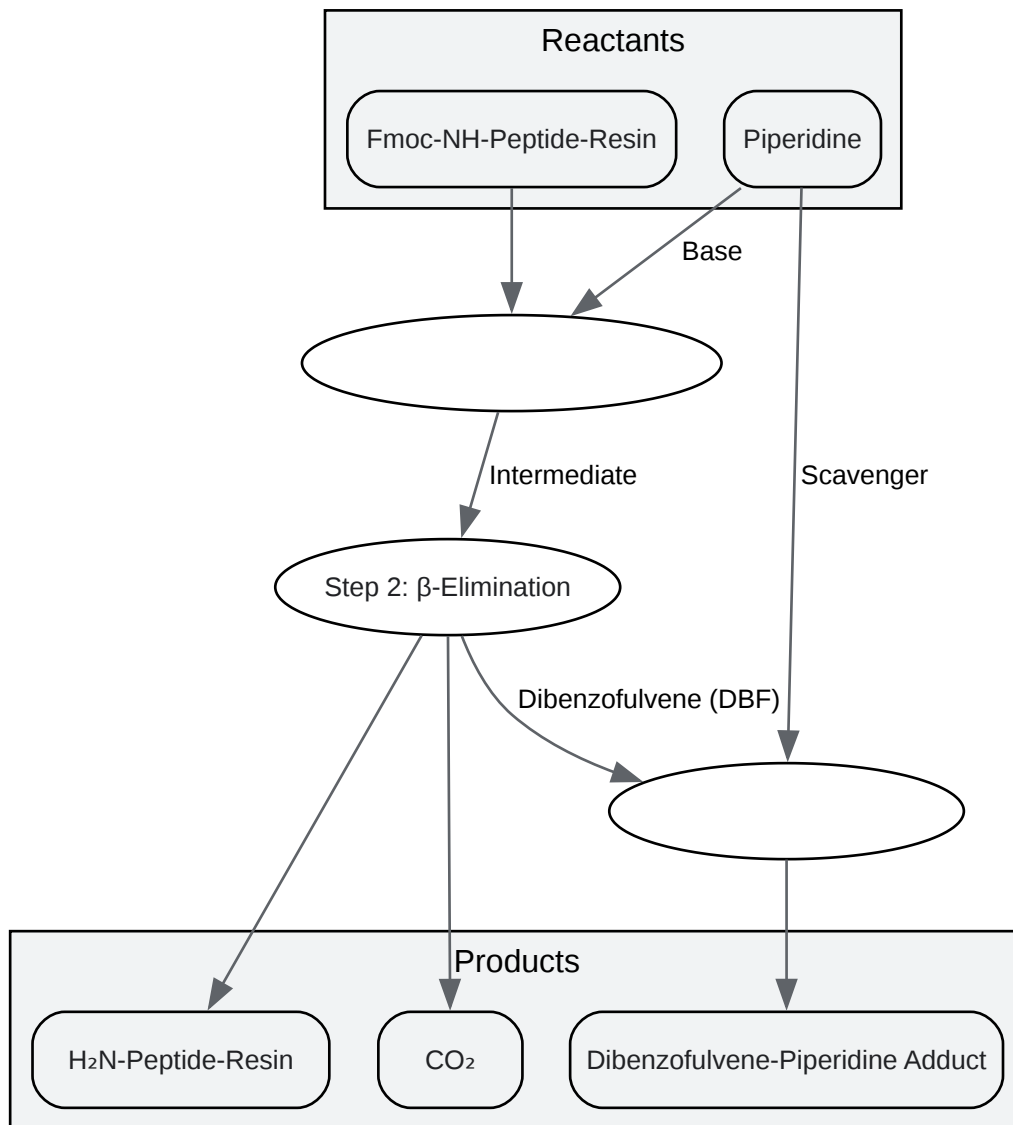 Reactants
Fmoc-NH-Peptide-Resin
Piperidine
Base
Intermediate
Scavenger
Step 2: β-Elimination
Dibenzofulvene (DBF)
Products
H₂N-Peptide-Resin
CO₂
Dibenzofulvene-Piperidine Adduct